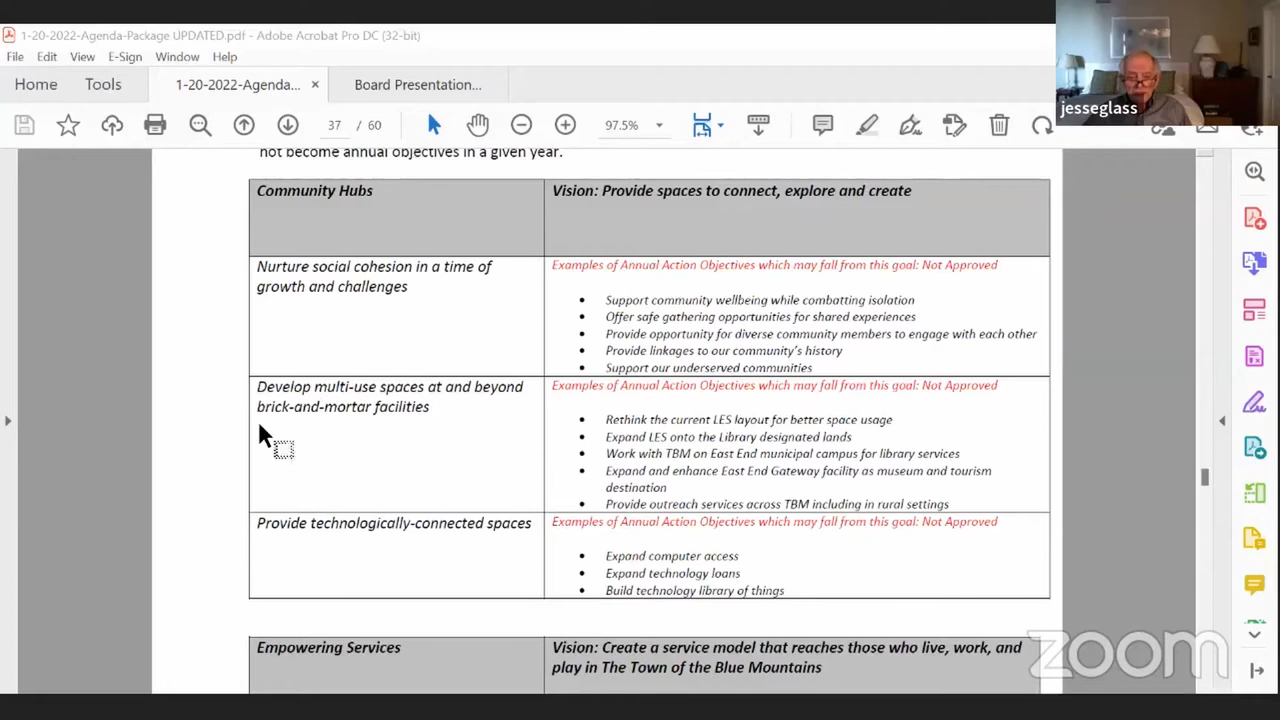 1-20-2022-Agenda-Package UPDATED.pdf - Adobe Acrobat Pro DC (32-bit)
File Edit View E-Sign Window Help
Home Tools 1-20-2022-Agenda... × Board Presentation...
37 / 60 97.5%
jesseglass
not become annual objectives in a given year.
Community Hubs
Vision: Provide spaces to connect, explore and create
Nurture social cohesion in a time of
growth and challenges
Examples of Annual Action Objectives which may fall from this goal: Not Approved
• Support community wellbeing while combatting isolation
• Offer safe gathering opportunities for shared experiences
• Provide opportunity for diverse community members to engage with each other
• Provide linkages to our community's history
• Support our underserved communities
Develop multi-use spaces at and beyond
brick-and-mortar facilities
Examples of Annual Action Objectives which may fall from this goal: Not Approved
• Rethink the current LES layout for better space usage
• Expand LES onto the Library designated lands
• Work with TBM on East End municipal campus for library services
• Expand and enhance East End Gateway facility as museum and tourism
destination
• Provide outreach services across TBM including in rural settings
Provide technologically-connected spaces
Examples of Annual Action Objectives which may fall from this goal: Not Approved
• Expand computer access
• Expand technology loans
• Build technology library of things
Empowering Services
Vision: Create a service model that reaches those who live, work, and
play in The Town of the Blue Mountains
zoom